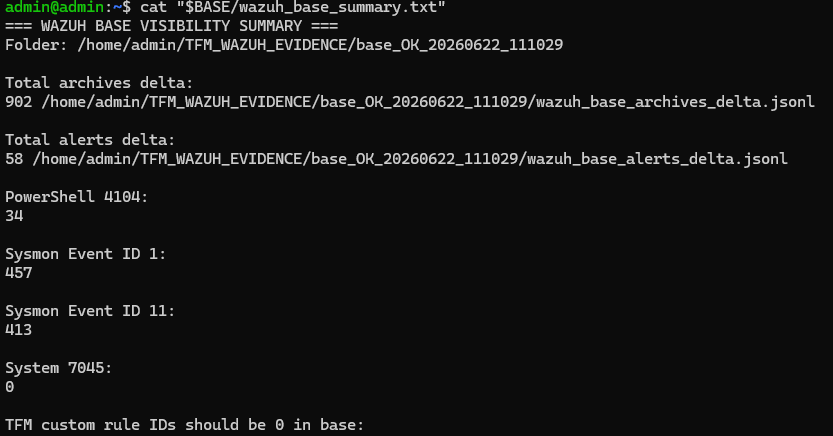 admin@admin:~$ cat "$BASE/wazuh_base_summary.txt"
=== WAZUH BASE VISIBILITY SUMMARY ===
Folder: /home/admin/TFM_WAZUH_EVIDENCE/base_OK_20260622_111029
Total archives delta:
902 /home/admin/TFM_WAZUH_EVIDENCE/base_OK_20260622_111029/wazuh_base_archives_delta.jsonl
Total alerts delta:
58 /home/admin/TFM_WAZUH_EVIDENCE/base_OK_20260622_111029/wazuh_base_alerts_delta.jsonl
PowerShell 4104:
34
Sysmon Event ID 1:
457
Sysmon Event ID 11:
413
System 7045:
0
TFM custom rule IDs should be 0 in base: